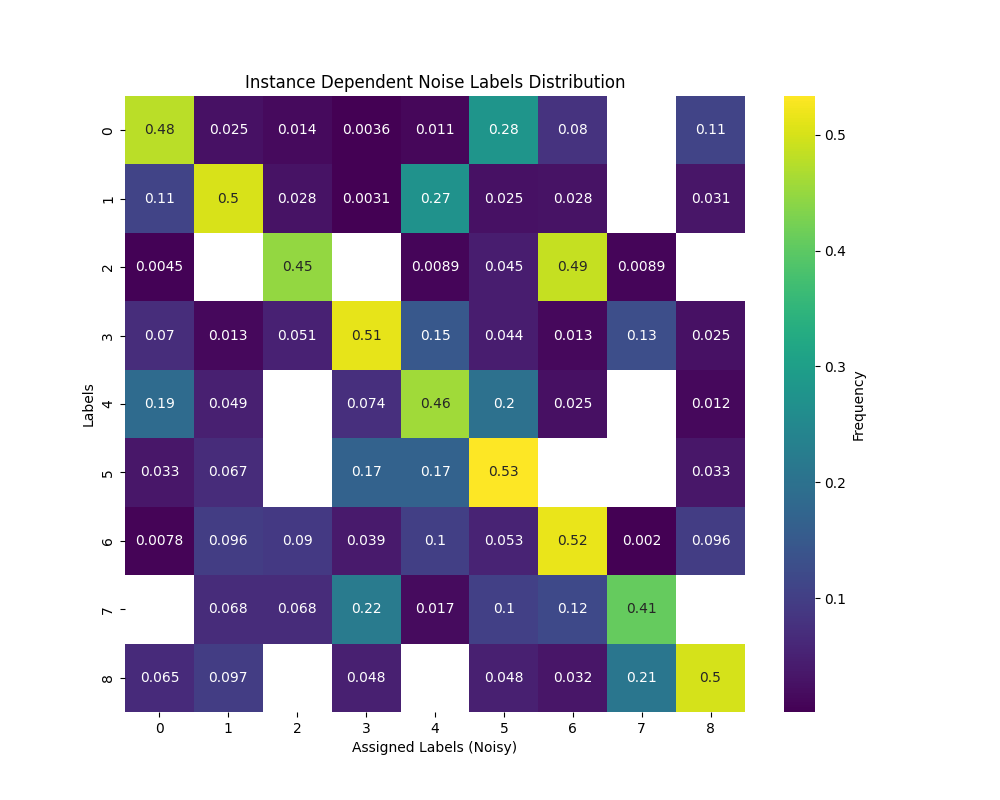 Instance Dependent Noise Labels Distribution
0 0.48 0.025 0.014 0.0036 0.011 0.28 0.08 0.11
1 0.11 0.5 0.028 0.0031 0.27 0.025 0.028 0.031
2 0.0045 0.45 0.0089 0.045 0.49 0.0089
3 0.07 0.013 0.051 0.51 0.15 0.044 0.013 0.13 0.025
4 0.19 0.049 0.074 0.46 0.2 0.025 0.012
5 0.033 0.067 0.17 0.17 0.53 0.033
6 0.0078 0.096 0.09 0.039 0.1 0.053 0.52 0.002 0.096
7 0.068 0.068 0.22 0.017 0.1 0.12 0.41
8 0.065 0.097 0.048 0.048 0.032 0.21 0.5
0 1 2 3 4 5 6 7 8
Assigned Labels (Noisy)
Labels
0.5
0.4
0.3
0.2
0.1
Frequency